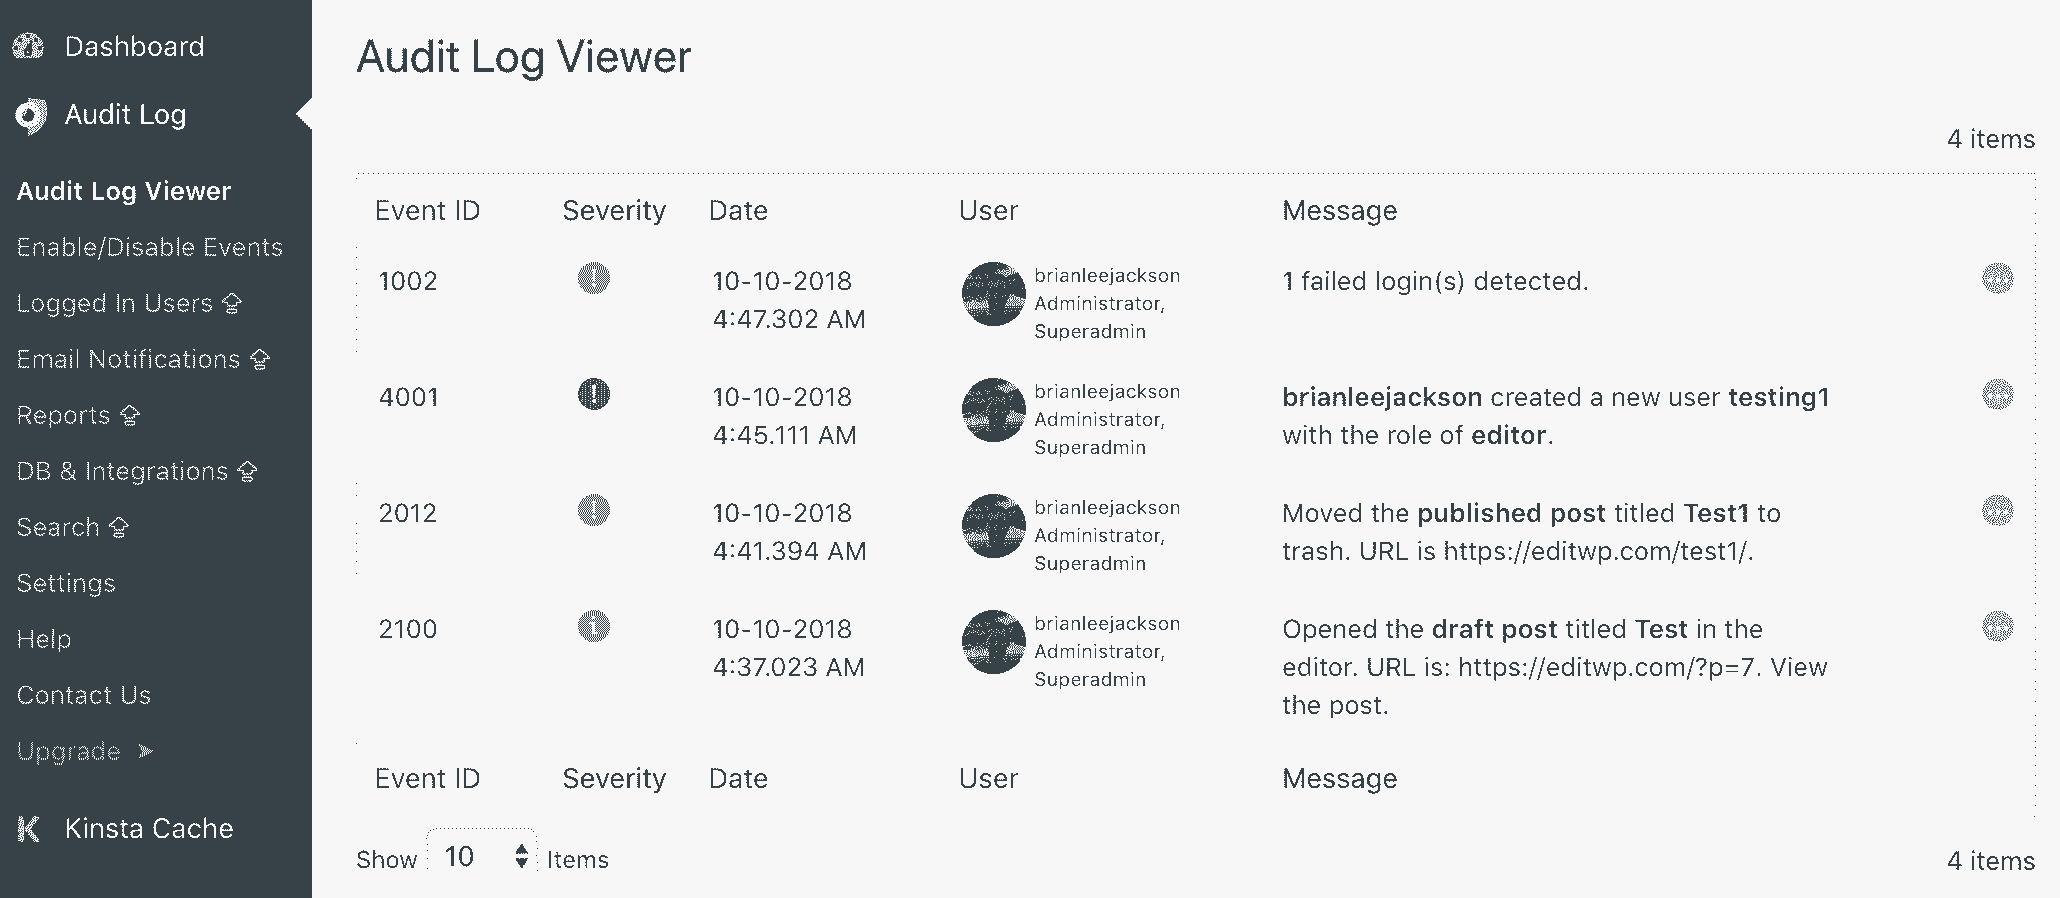 Dashboard
Audit Log
Audit Log Viewer
Enable/Disable Events
Logged In Users
Email Notifications
Reports
DB & Integrations
Search
Settings
Help
Contact Us
Upgrade
Kinsta Cache
Audit Log Viewer
4 items
Event ID Severity Date User Message
1002 10-10-2018 brianleejackson 1 failed login(s) detected.
4:47.302 AM Administrator,
Superadmin
4001 10-10-2018 brianleejackson brianleejackson created a new user testing1
4:45.111 AM Administrator, with the role of editor.
Superadmin
2012 10-10-2018 brianleejackson Moved the published post titled Test1 to
4:41.394 AM Administrator, trash. URL is https://editwp.com/test1/.
Superadmin
2100 10-10-2018 brianleejackson Opened the draft post titled Test in the
4:37.023 AM Administrator, editor. URL is: https://editwp.com/?p=7. View
Superadmin the post.
Event ID Severity Date User Message
Show 10 Items
4 items